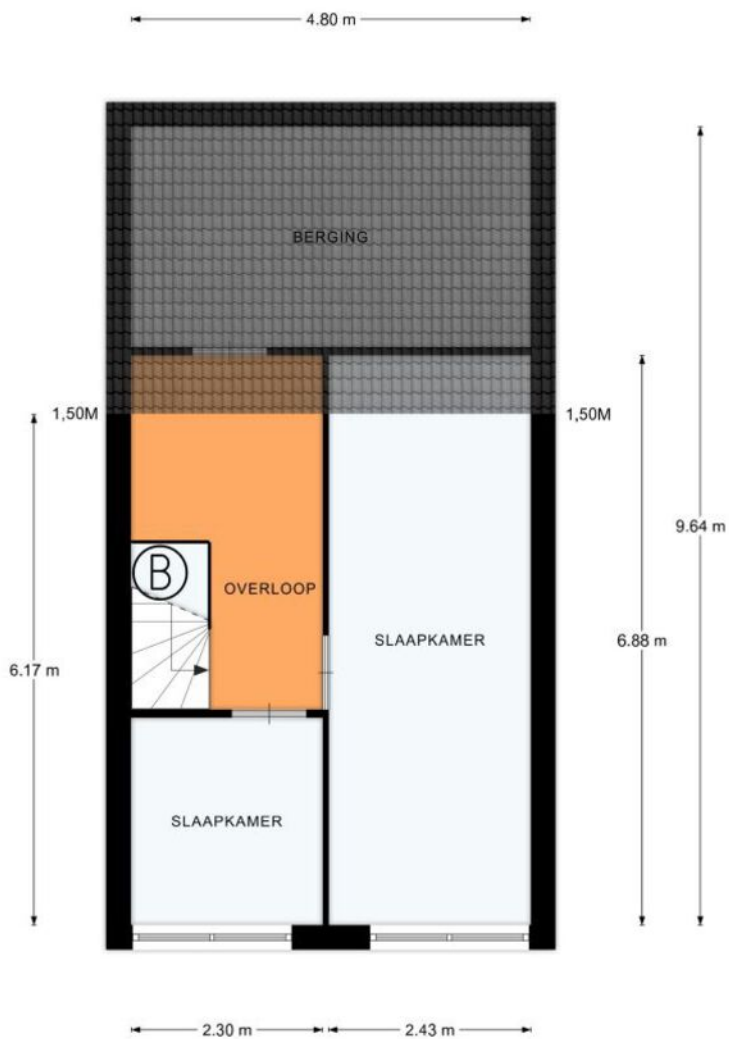 4.80 m
BERGING
1,50M
1,50M
9.64 m
B
OVERLOOP
SLAAPKAMER
6.88 m
6.17 m
SLAAPKAMER
2.30 m
2.43 m